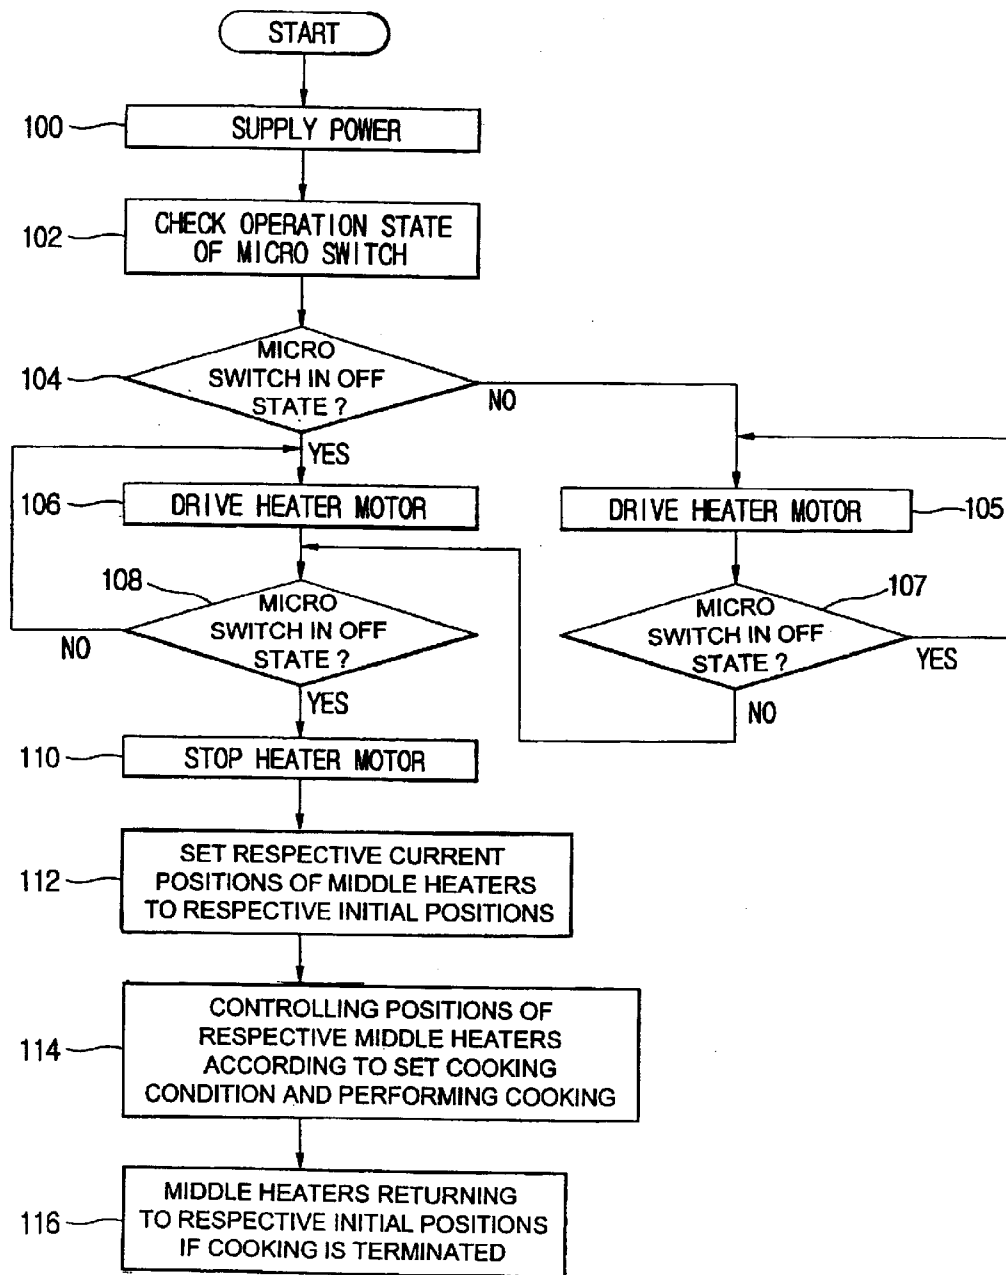 START
100
SUPPLY POWER
102
CHECK OPERATION STATE
OF MICRO SWITCH
104
MICRO
SWITCH IN OFF
STATE ?
NO
YES
106
DRIVE HEATER MOTOR
DRIVE HEATER MOTOR
105
108
MICRO
SWITCH IN OFF
STATE ?
NO
YES
107
MICRO
SWITCH IN OFF
STATE ?
YES
NO
110
STOP HEATER MOTOR
112
SET RESPECTIVE CURRENT
POSITIONS OF MIDDLE HEATERS
TO RESPECTIVE INITIAL POSITIONS
114
CONTROLLING POSITIONS OF
RESPECTIVE MIDDLE HEATERS
ACCORDING TO SET COOKING
CONDITION AND PERFORMING COOKING
116
MIDDLE HEATERS RETURNING
TO RESPECTIVE INITIAL POSITIONS
IF COOKING IS TERMINATED